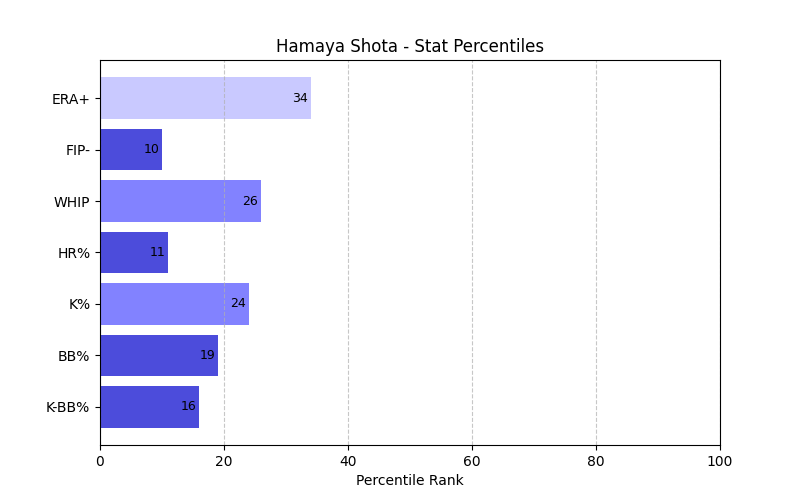 Hamaya Shota - Stat Percentiles
ERA+ 34
FIP- 10
WHIP 26
HR% 11
K% 24
BB% 19
K-BB% 16
0 20 40 60 80 100
Percentile Rank